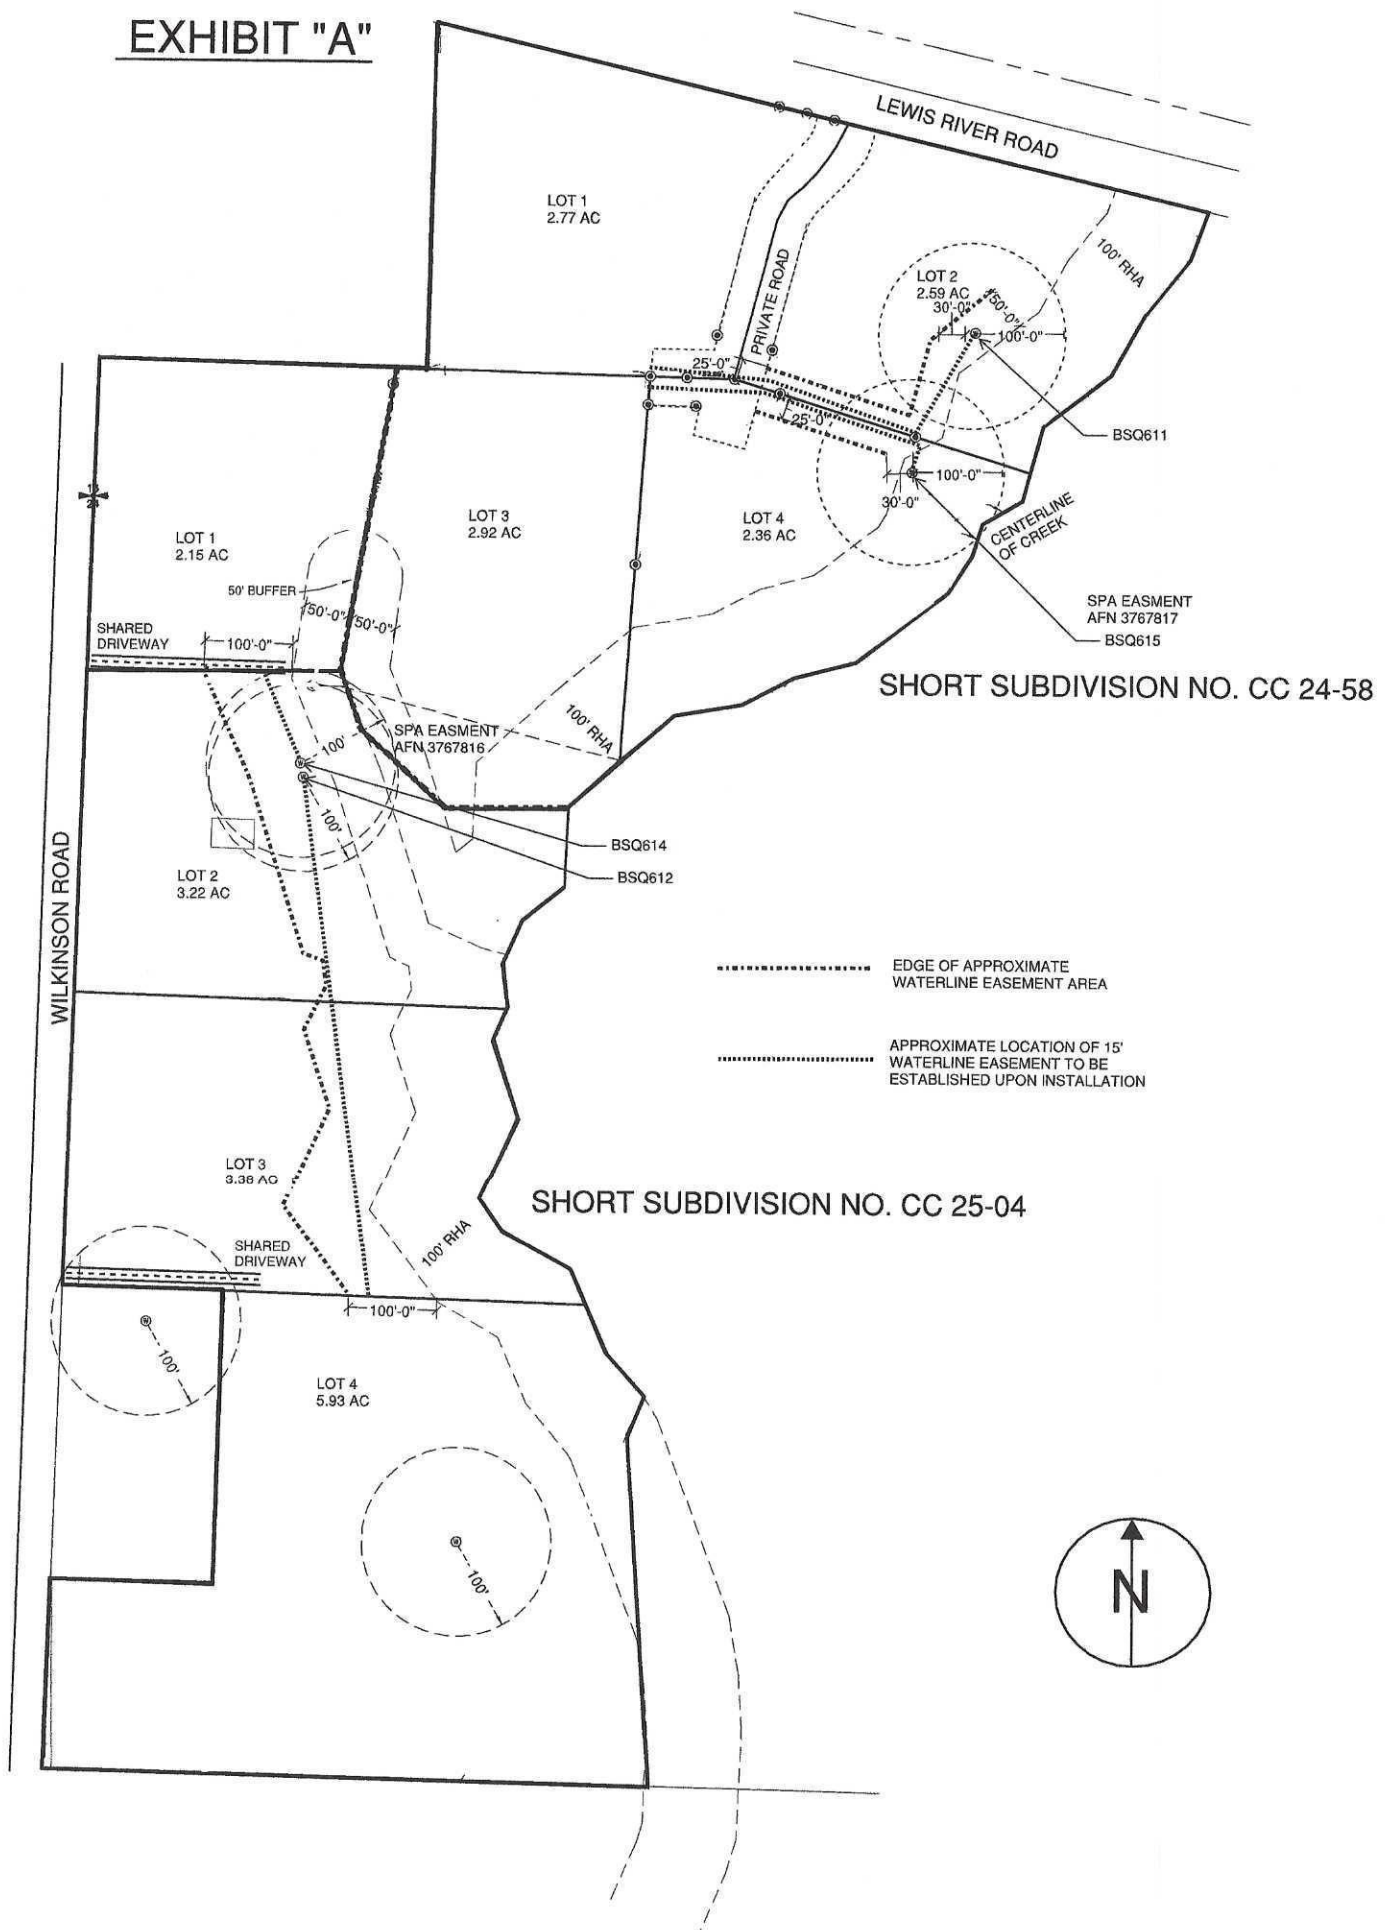 EXHIBIT "A"
LEWIS RIVER ROAD
LOT 1
2.77 AC
PRIVATE ROAD
100' RHA
LOT 2
2.59 AC
30'-0"
50'-0"
100'-0"
25'-0"
25'-0"
BSQ611
100'-0"
30'-0"
LOT 3
2.92 AC
LOT 4
2.36 AC
CENTERLINE
OF CREEK
LOT 1
2.15 AC
50' BUFFER
50'-0"
50'-0"
SPA EASMENT
AFN 3767817
BSQ615
SHARED
DRIVEWAY
100'-0"
SHORT SUBDIVISION NO. CC 24-58
100' RHA
SPA EASMENT
AFN 3767816
100'
100'
BSQ614
BSQ612
WILKINSON ROAD
LOT 2
3.22 AC
EDGE OF APPROXIMATE
WATERLINE EASEMENT AREA
APPROXIMATE LOCATION OF 15'
WATERLINE EASEMENT TO BE
ESTABLISHED UPON INSTALLATION
LOT 3
3.38 AC
SHORT SUBDIVISION NO. CC 25-04
SHARED
DRIVEWAY
100' RHA
100'-0"
100'
LOT 4
5.93 AC
100'
N